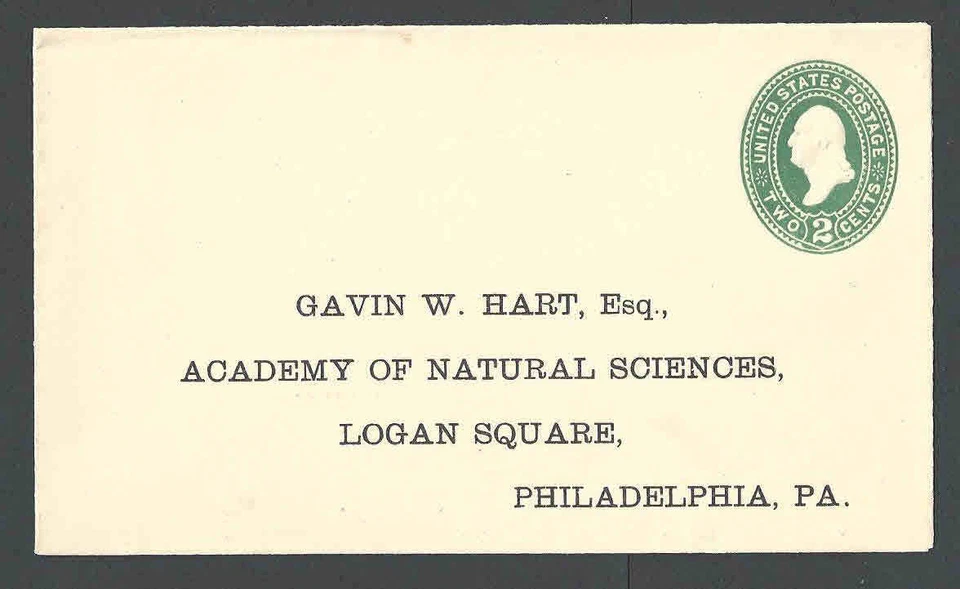 UNITED STATES POSTAGE
TWO 2 CENTS
GAVIN W. HART, Esq.,
ACADEMY OF NATURAL SCIENCES,
LOGAN SQUARE,
PHILADELPHIA, PA.